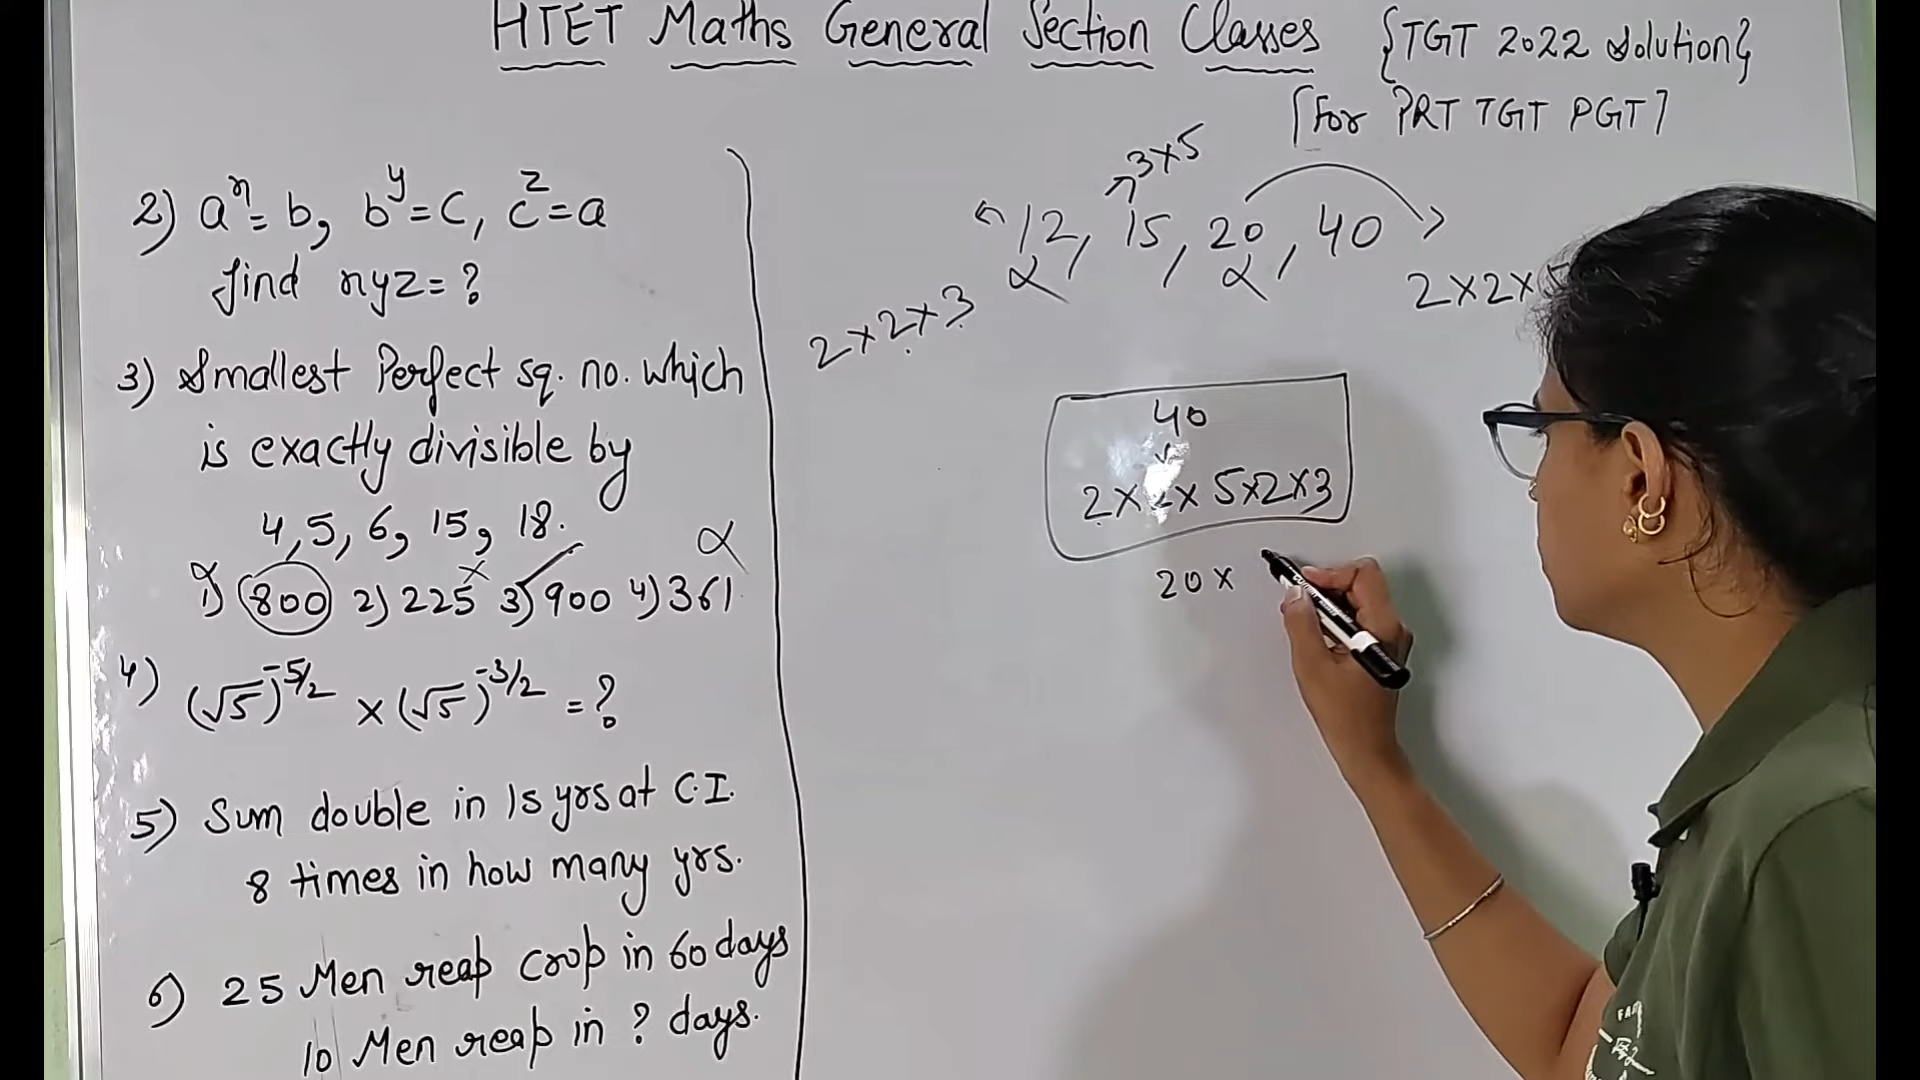 HTET Maths General Section Classes {TGT 2022 Solution}
[For PRT TGT PGT]
2) aⁿ = b, bʸ = c, cᶻ = a
find nyz = ?
3) Smallest Perfect sq. no. which
is exactly divisible by
4, 5, 6, 15, 18.
1) 800 2) 225 3) 900 4) 361
4) (√5)^-5/2 × (√5)^-3/2 = ?
5) Sum double in 15 yrs at C.I.
8 times in how many yrs.
6) 25 Men reap crop in 60 days
10 Men reap in ? days.
3×5
12, 15, 20, 40
2×2×3
2×2×5
40
2×2×5×2×3
20×